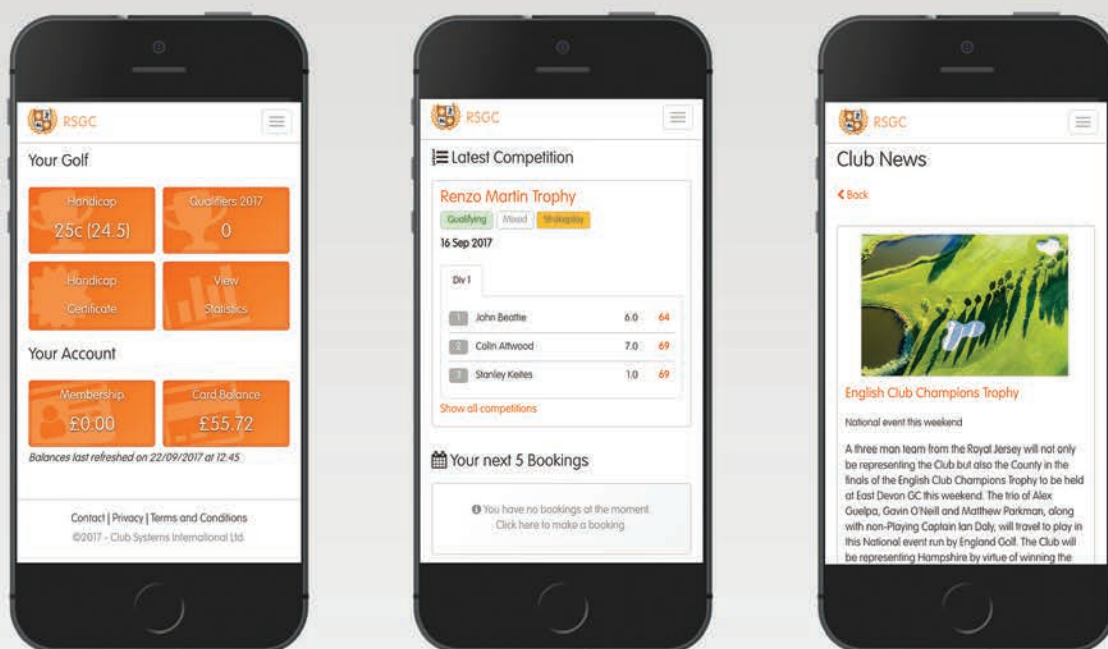 RSGC
Your Golf
Handicap
25c (24.5)
Qualifiers 2017
0
Handicap
Certificate
View
Statistics
Your Account
Membership
£0.00
Card Balance
£55.72
Balances last refreshed on 22/09/2017 at 12:45
Contact | Privacy | Terms and Conditions
©2017 - Club Systems International Ltd.
RSGC
Latest Competition
Renzo Martin Trophy
Qualifying Mixed Strokeplay
16 Sep 2017
Div 1
1 John Beattie 6.0 64
2 Colin Attwood 7.0 69
3 Stanley Keites 1.0 69
Show all competitions
Your next 5 Bookings
You have no bookings at the moment.
Click here to make a booking.
RSGC
Club News
Back
English Club Champions Trophy
National event this weekend
A three man team from the Royal Jersey will not only
be representing the Club but also the County in the
finals of the English Club Champions Trophy to be held
at East Devon GC this weekend. The trio of Alex
Guelpa, Gavin O'Neill and Matthew Parkman, along
with non-Playing Captain Ian Daly, will travel to play in
this National event run by England Golf. The Club will
be representing Hampshire by virtue of winning the